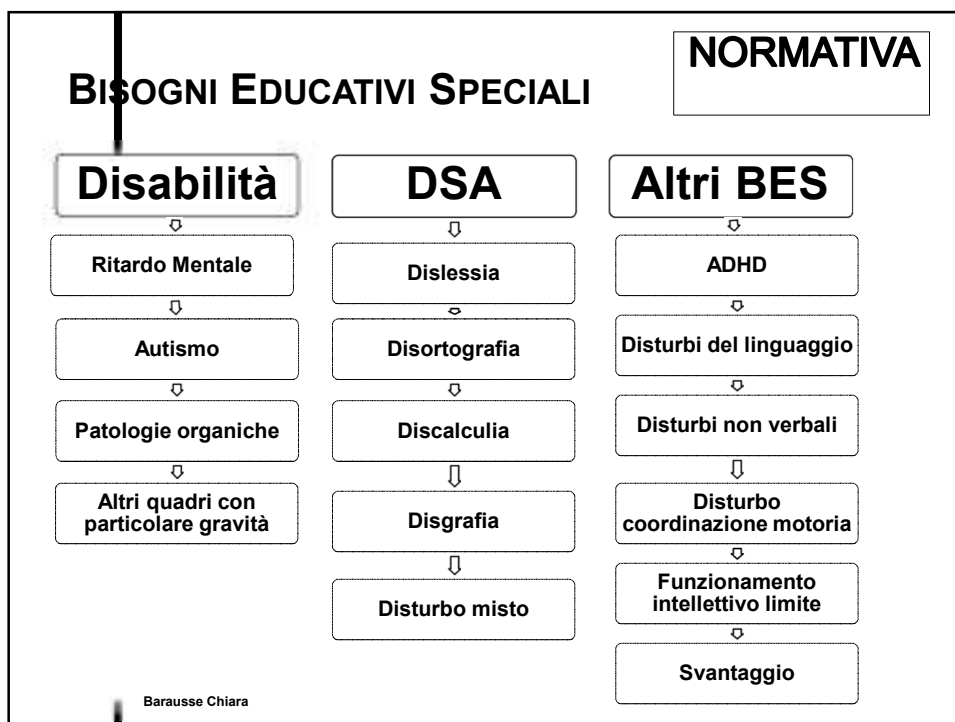 NORMATIVA
BISOGNI EDUCATIVI SPECIALI
Disabilità
Ritardo Mentale
Autismo
Patologie organiche
Altri quadri con
particolare gravità
DSA
Dislessia
Disortografia
Discalculia
Disgrafia
Disturbo misto
Altri BES
ADHD
Disturbi del linguaggio
Disturbi non verbali
Disturbo
coordinazione motoria
Funzionamento
intellettivo limite
Svantaggio
Barausse Chiara